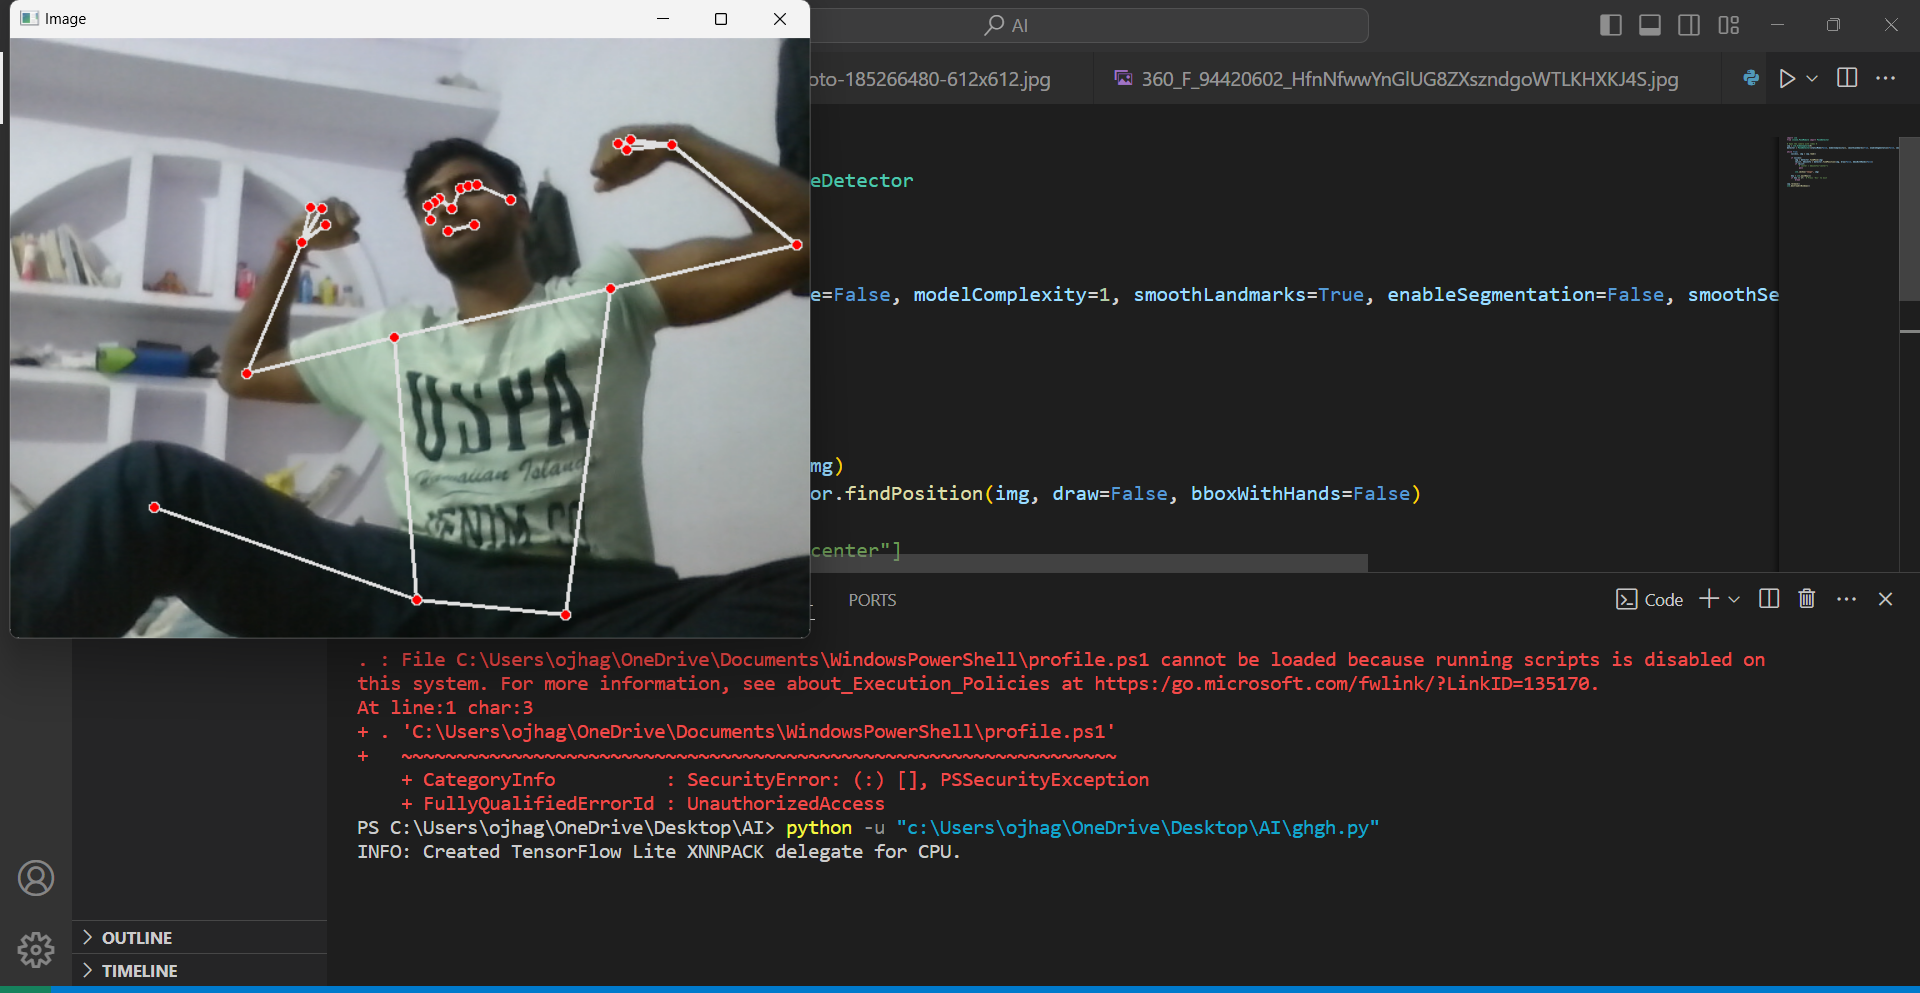 Image
AI
oto-185266480-612x612.jpg
360_F_94420602_HfnNfwwYnGlUG8ZXszndgoWTLKHXKJ4S.jpg
eDetector
e=False, modelComplexity=1, smoothLandmarks=True, enableSegmentation=False, smoothSe
mg)
or.findPosition(img, draw=False, bboxWithHands=False)
center"]
USPA
Hawaiian Islands
DENIM CO
PORTS
Code
. : File C:\Users\ojhag\OneDrive\Documents\WindowsPowerShell\profile.ps1 cannot be loaded because running scripts is disabled on
this system. For more information, see about_Execution_Policies at https:/go.microsoft.com/fwlink/?LinkID=135170.
At line:1 char:3
+ . 'C:\Users\ojhag\OneDrive\Documents\WindowsPowerShell\profile.ps1'
+   ~~~~~~~~~~~~~~~~~~~~~~~~~~~~~~~~~~~~~~~~~~~~~~~~~~~~~~~~~~~~~~~~~
    + CategoryInfo          : SecurityError: (:) [], PSSecurityException
    + FullyQualifiedErrorId : UnauthorizedAccess
PS C:\Users\ojhag\OneDrive\Desktop\AI> python -u "c:\Users\ojhag\OneDrive\Desktop\AI\ghgh.py"
INFO: Created TensorFlow Lite XNNPACK delegate for CPU.
OUTLINE
TIMELINE